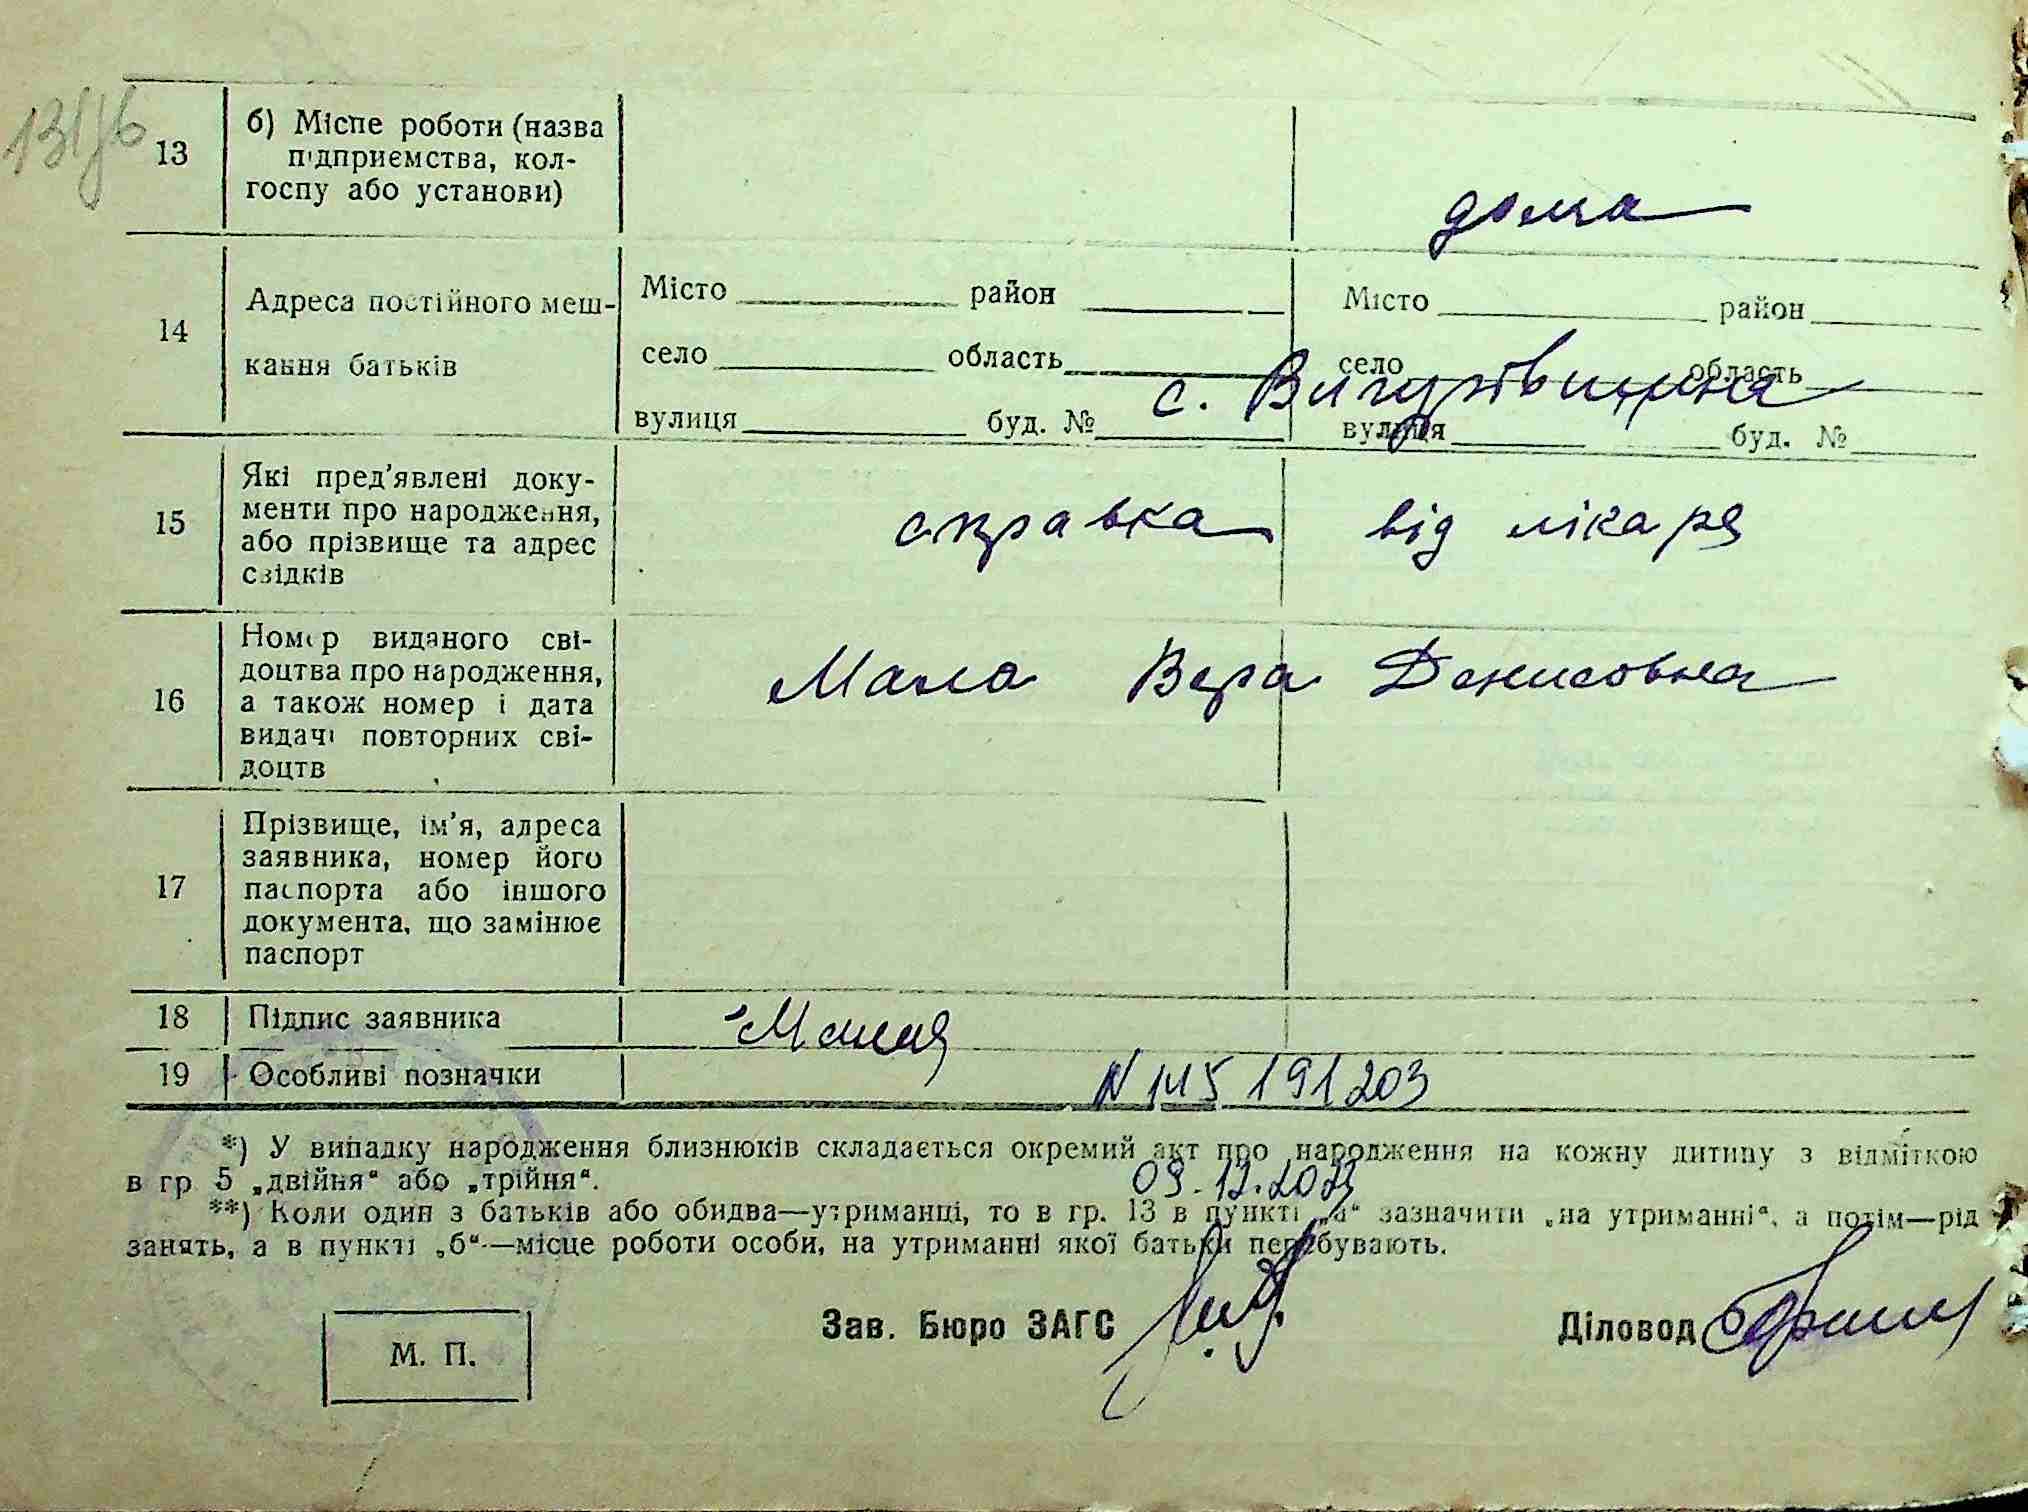 131/6
13
б) Місце роботи (назва
підприємства, кол-
госпу або установи)
дома
14
Адреса постійного меш-
кання батьків
Місто район
село область
вулиця буд. №
Місто район
село область
вулиця буд. №
с. Вигурівщина
15
Які пред'явлені доку-
менти про народження,
або прізвище та адрес
свідків
справка від лікаря
16
Номер виданого сві-
доцтва про народження,
а також номер і дата
видачі повторних сві-
доцтв
Мала Вера Денисовна
17
Прізвище, ім'я, адреса
заявника, номер його
паспорта або іншого
документа, що замінює
паспорт
18
Підпис заявника
Малая
19
Особливі позначки
N 145 191203
*) У випадку народження близнюків складається окремий акт про народження на кожну дитину з відміткою
в гр 5 „двійня“ або „трійня“.
09.12.2023
**) Коли один з батьків або обидва—утриманці, то в гр. 13 в пункті „а“ зазначити „на утриманні“, а потім—рід
занять, а в пункті „б“—місце роботи особи, на утриманні якої батьки перебувають.
Зав. Бюро ЗАГС
Діловод
М. П.